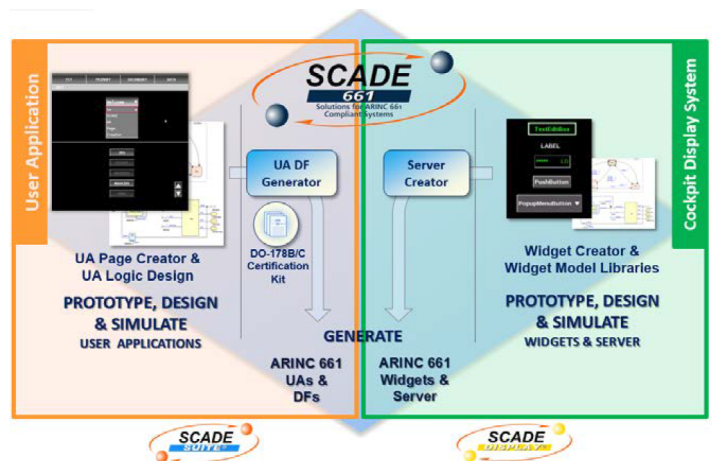 User Application
SCADE
661
Solutions for ARINC 661
Compliant Systems
UA DF
Generator
Server
Creator
TextEditBox
LABEL
PushButton
PopupMenuButton
Cockpit Display System
UA Page Creator &
UA Logic Design
DO-178B/C
Certification
Kit
Widget Creator &
Widget Model Libraries
PROTOTYPE, DESIGN
& SIMULATE
USER APPLICATIONS
PROTOTYPE, DESIGN
& SIMULATE
WIDGETS & SERVER
GENERATE
ARINC 661
UAs &
DFs
ARINC 661
Widgets &
Server
SCADE
SUITE
SCADE
DISPLAY